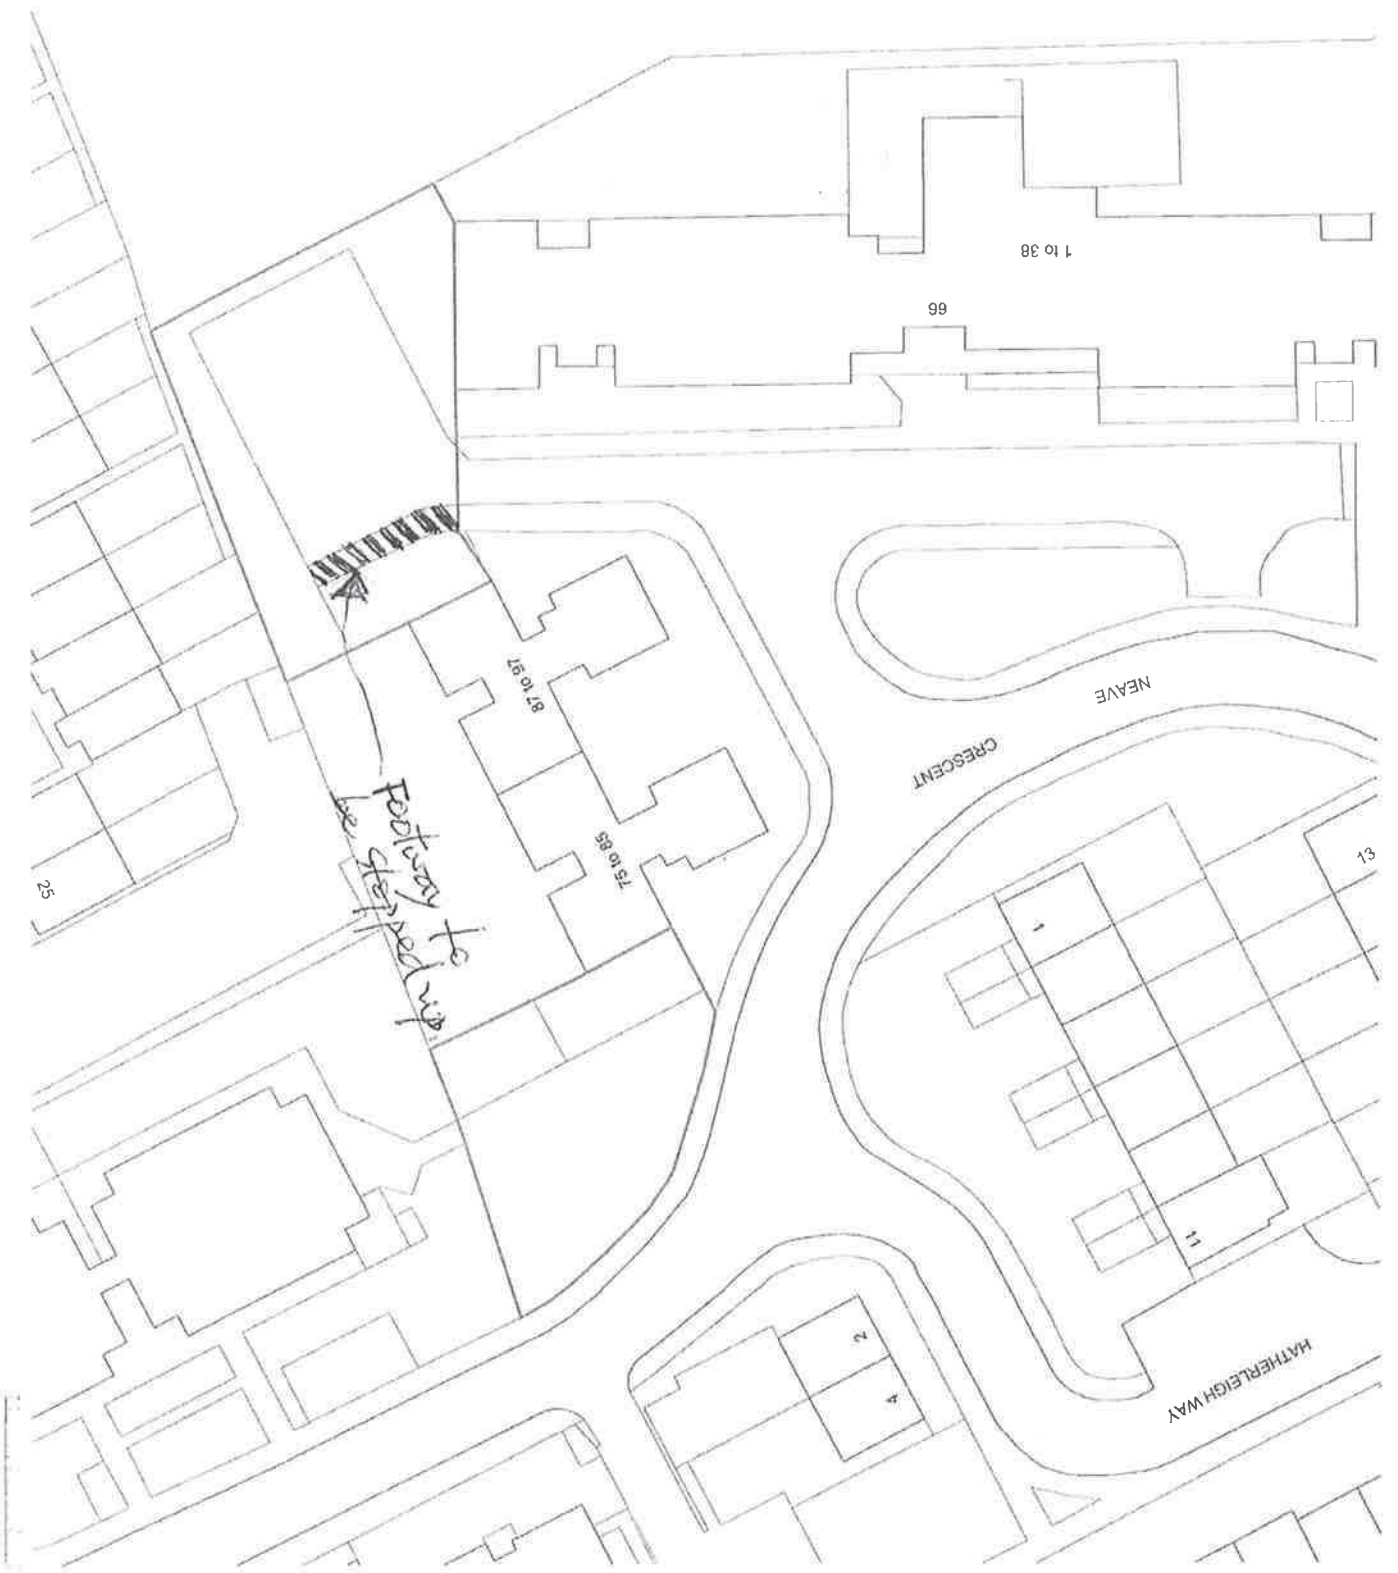 1 to 38
66
87 to 97
NEAVE
CRESCENT
Footway to
be stopped up.
75 to 85
25
13
1
11
2
4
HATHERLEIGH WAY